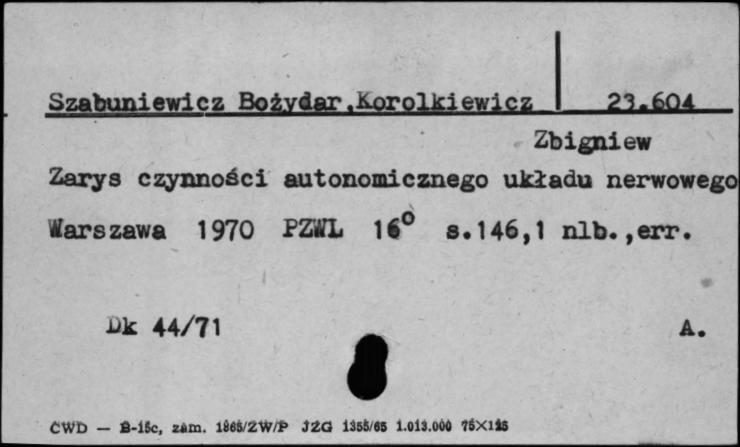 Szabuniewicz Bożydar,Korolkiewicz 23.604
Zbigniew
Zarys czynności autonomicznego układu nerwowego
Warszawa 1970 PZWL 16° s.146,1 nlb.,err.
Dk 44/71 A.
CWD — B-15c, zam. 1865/ZW/P JZG 1355/65 1.013.000 75×125